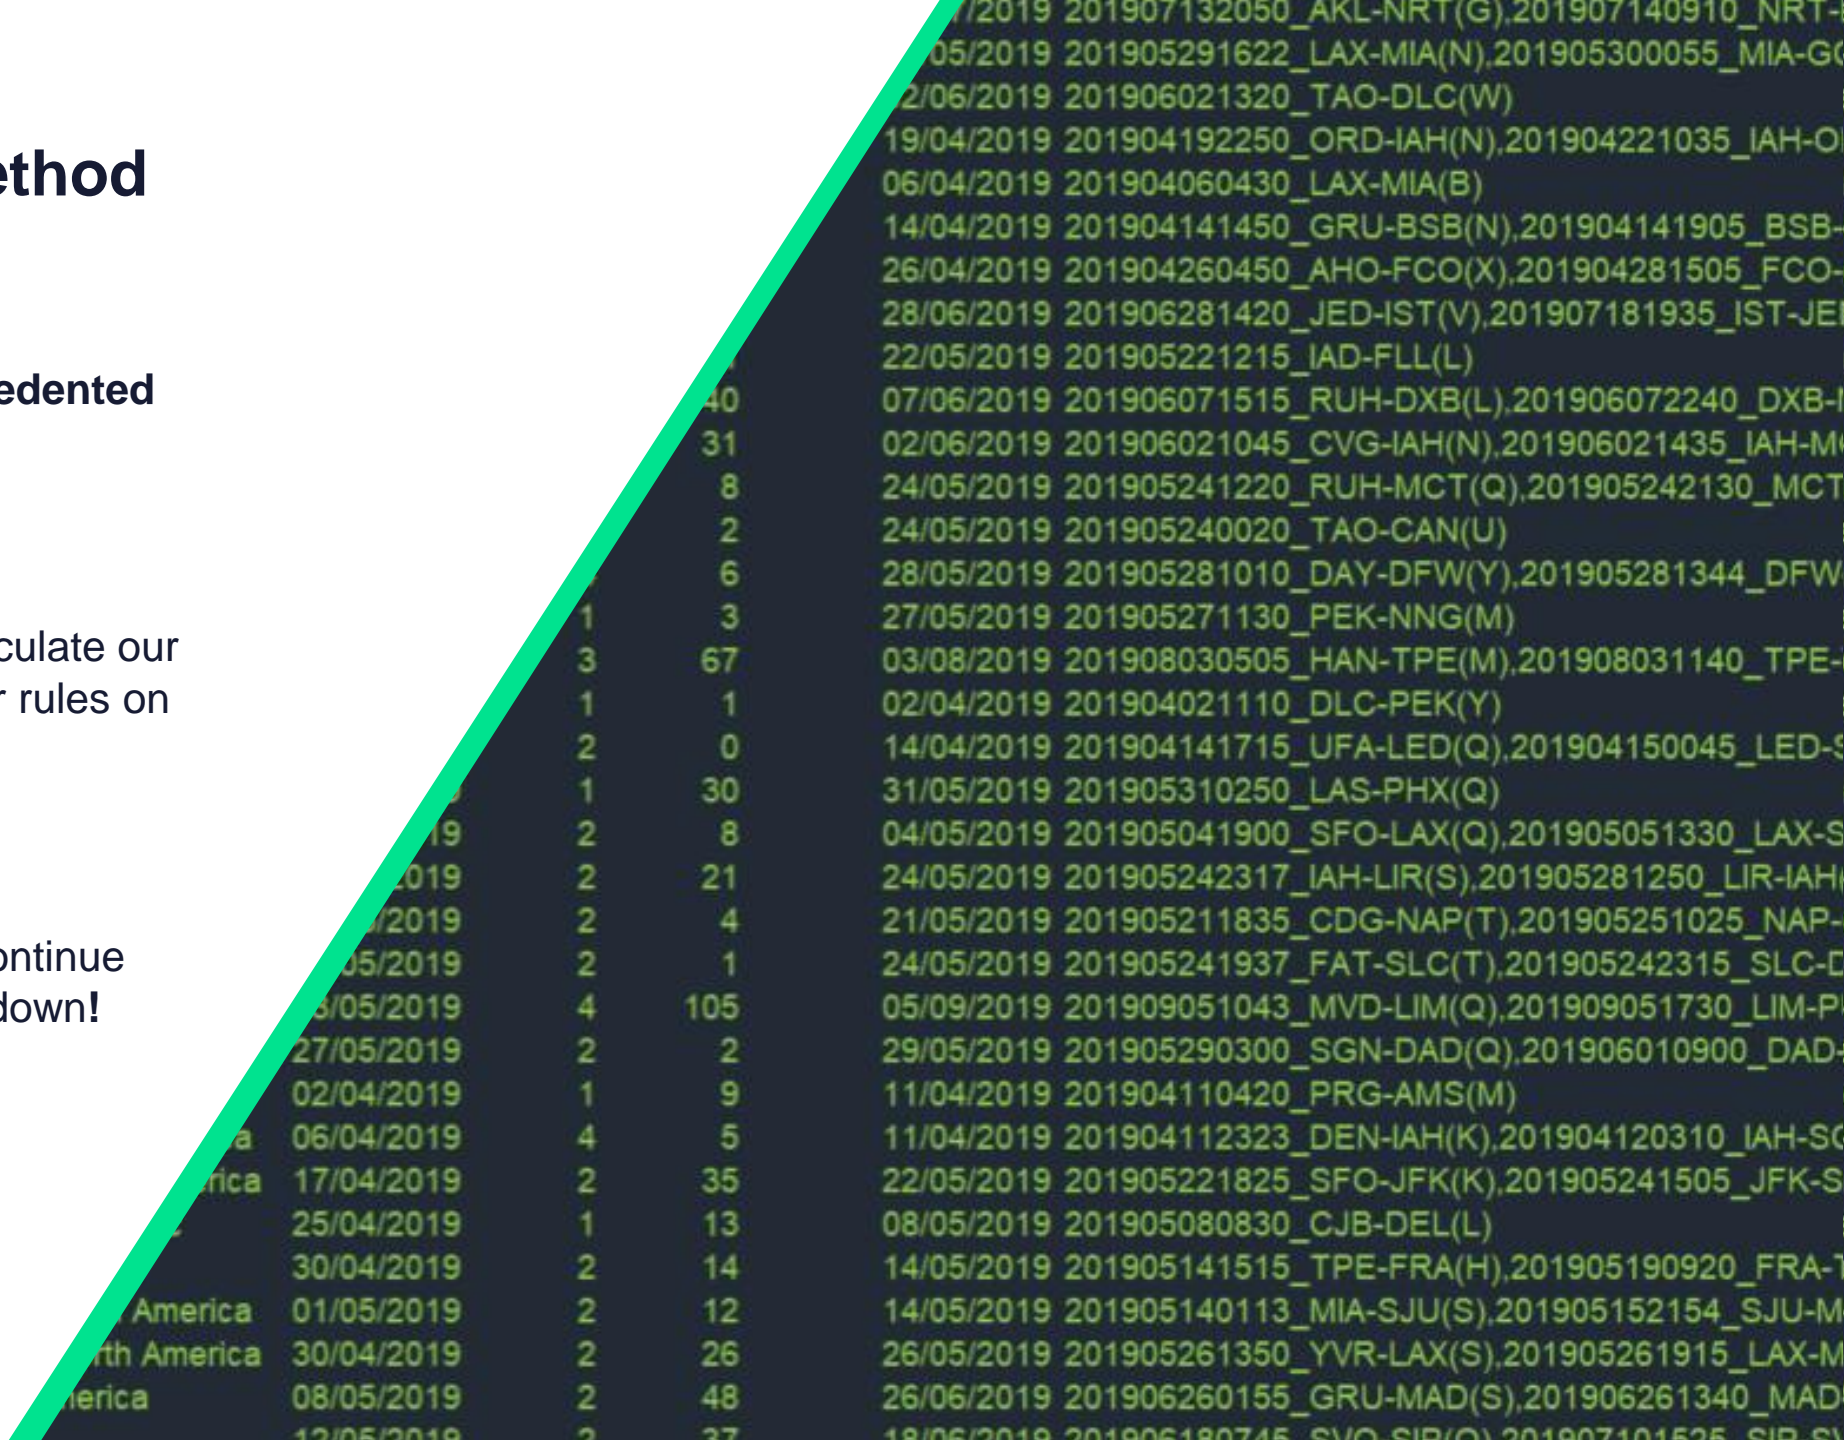 /2019 201907132050_AKL-NRT(G),201907140910_NRT-
05/2019 201905291622_LAX-MIA(N),201905300055_MIA-G
2/06/2019 201906021320_TAO-DLC(W)
19/04/2019 201904192250_ORD-IAH(N),201904221035_IAH-O
ethod
06/04/2019 201904060430_LAX-MIA(B)
14/04/2019 201904141450_GRU-BSB(N),201904141905_BSB-
26/04/2019 201904260450_AHO-FCO(X),201904281505_FCO-
28/06/2019 201906281420_JED-IST(V),201907181935_IST-JE
22/05/2019 201905221215_IAD-FLL(L)
edented
40 07/06/2019 201906071515_RUH-DXB(L),201906072240_DXB-
31 02/06/2019 201906021045_CVG-IAH(N),201906021435_IAH-M
8 24/05/2019 201905241220_RUH-MCT(Q),201905242130_MCT
2 24/05/2019 201905240020_TAO-CAN(U)
6 28/05/2019 201905281010_DAY-DFW(Y),201905281344_DFW
1 3 27/05/2019 201905271130_PEK-NNG(M)
culate our
3 67 03/08/2019 201908030505_HAN-TPE(M),201908031140_TPE-
r rules on
1 1 02/04/2019 201904021110_DLC-PEK(Y)
2 0 14/04/2019 201904141715_UFA-LED(Q),201904150045_LED-
1 30 31/05/2019 201905310250_LAS-PHX(Q)
19 2 8 04/05/2019 201905041900_SFO-LAX(Q),201905051330_LAX-S
2019 2 21 24/05/2019 201905242317_IAH-LIR(S),201905281250_LIR-IAH(
/2019 2 4 21/05/2019 201905211835_CDG-NAP(T),201905251025_NAP-
ontinue
05/2019 2 1 24/05/2019 201905241937_FAT-SLC(T),201905242315_SLC-D
down!
/05/2019 4 105 05/09/2019 201909051043_MVD-LIM(Q),201909051730_LIM-P
27/05/2019 2 2 29/05/2019 201905290300_SGN-DAD(Q),201906010900_DAD-
02/04/2019 1 9 11/04/2019 201904110420_PRG-AMS(M)
a 06/04/2019 4 5 11/04/2019 201904112323_DEN-IAH(K),201904120310_IAH-S
rica 17/04/2019 2 35 22/05/2019 201905221825_SFO-JFK(K),201905241505_JFK-S
25/04/2019 1 13 08/05/2019 201905080830_CJB-DEL(L)
30/04/2019 2 14 14/05/2019 201905141515_TPE-FRA(H),201905190920_FRA-T
America 01/05/2019 2 12 14/05/2019 201905140113_MIA-SJU(S),201905152154_SJU-M
rth America 30/04/2019 2 26 26/05/2019 201905261350_YVR-LAX(S),201905261915_LAX-M
erica 08/05/2019 2 48 26/06/2019 201906260155_GRU-MAD(S),201906261340_MAD
12/05/2019 2 37